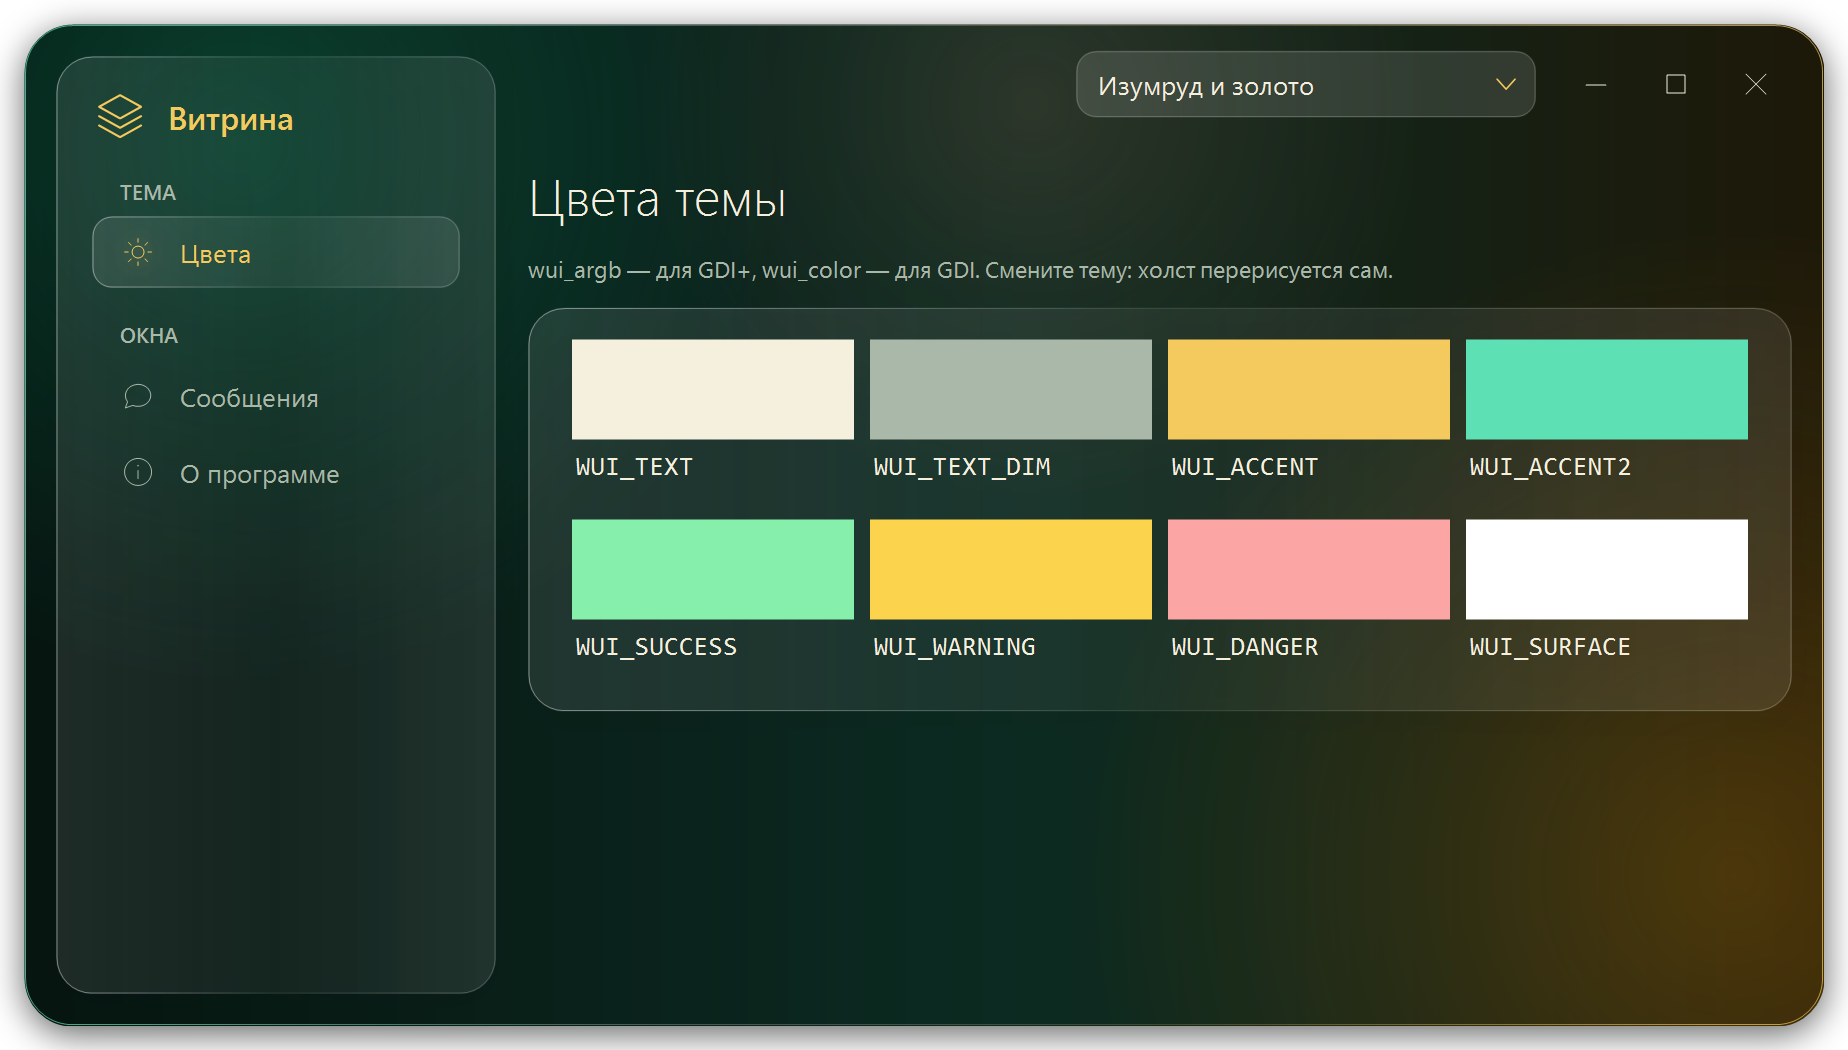 Изумруд и золото
Витрина
ТЕМА
Цвета
ОКНА
Сообщения
О программе
Цвета темы
wui_argb — для GDI+, wui_color — для GDI. Смените тему: холст перерисуется сам.
WUI_TEXT WUI_TEXT_DIM WUI_ACCENT WUI_ACCENT2
WUI_SUCCESS WUI_WARNING WUI_DANGER WUI_SURFACE